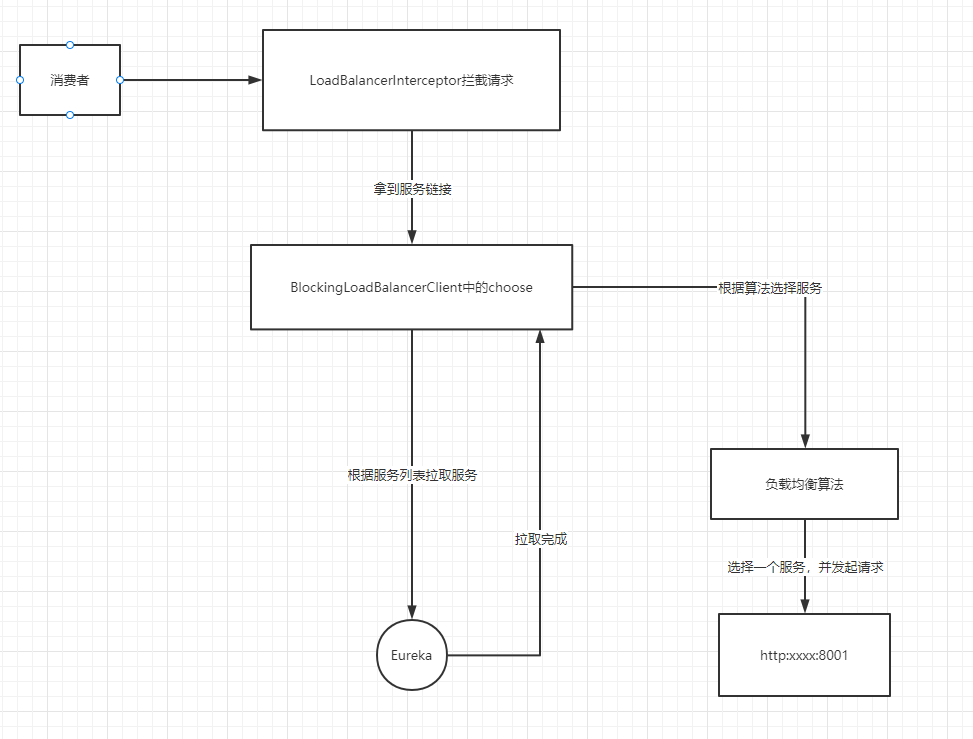 消费者
LoadBalancerInterceptor拦截请求
拿到服务链接
BlockingLoadBalancerClient中的choose
根据算法选择服务
根据服务列表拉取服务
负载均衡算法
拉取完成
选择一个服务，并发起请求
Eureka
http:xxxx:8001